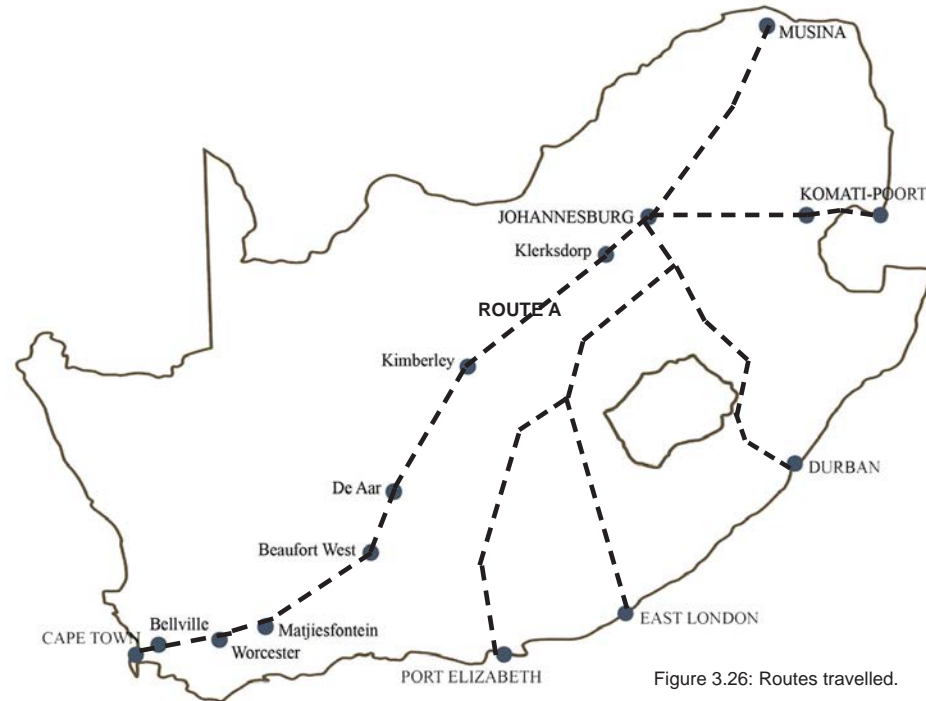 MUSINA
KOMATI-POORT
JOHANNESBURG
Klerksdorp
ROUTE A
Kimberley
DURBAN
De Aar
Beaufort West
EAST LONDON
Bellville
Matjiesfontein
CAPE TOWN
Worcester
PORT ELIZABETH
Figure 3.26: Routes travelled.